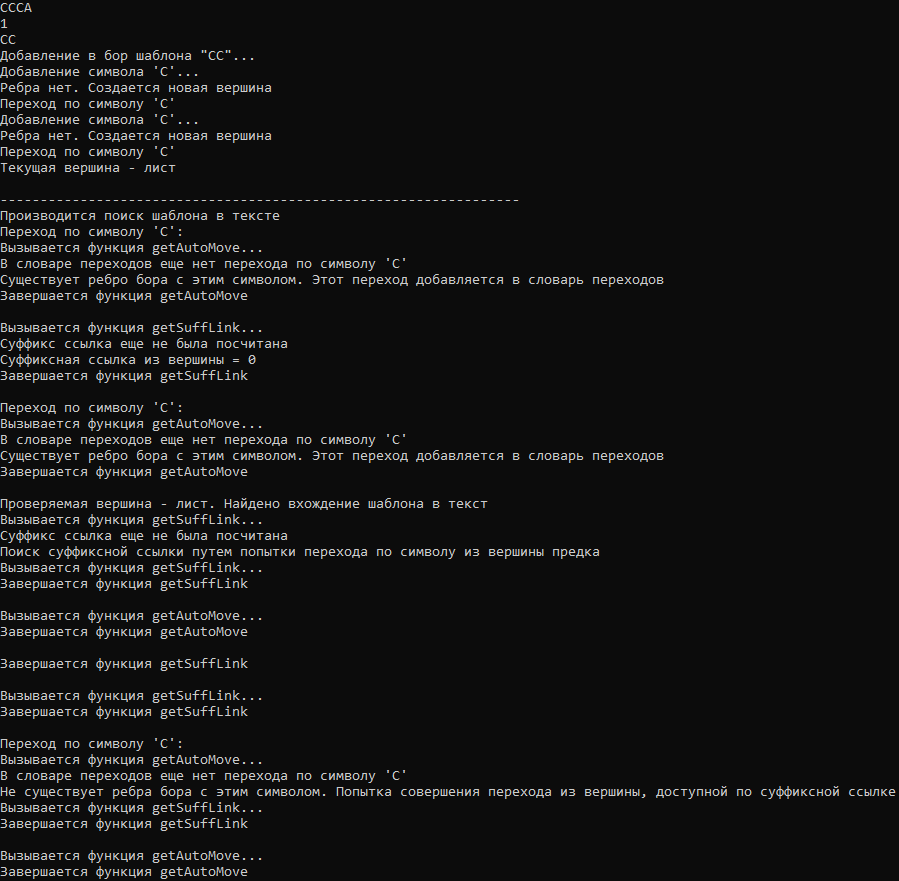 CCCA
1
CC
Добавление в бор шаблона "CC"...
Добавление символа 'C'...
Ребра нет. Создается новая вершина
Переход по символу 'C'
Добавление символа 'C'...
Ребра нет. Создается новая вершина
Переход по символу 'C'
Текущая вершина - лист
-----------------------------------------------------------------
Производится поиск шаблона в тексте
Переход по символу 'C':
Вызывается функция getAutoMove...
В словаре переходов еще нет перехода по символу 'C'
Существует ребро бора с этим символом. Этот переход добавляется в словарь переходов
Завершается функция getAutoMove
Вызывается функция getSuffLink...
Суффикс ссылка еще не была посчитана
Суффиксная ссылка из вершины = 0
Завершается функция getSuffLink
Переход по символу 'C':
Вызывается функция getAutoMove...
В словаре переходов еще нет перехода по символу 'C'
Существует ребро бора с этим символом. Этот переход добавляется в словарь переходов
Завершается функция getAutoMove
Проверяемая вершина - лист. Найдено вхождение шаблона в текст
Вызывается функция getSuffLink...
Суффикс ссылка еще не была посчитана
Поиск суффиксной ссылки путем попытки перехода по символу из вершины предка
Вызывается функция getSuffLink...
Завершается функция getSuffLink
Вызывается функция getAutoMove...
Завершается функция getAutoMove
Завершается функция getSuffLink
Вызывается функция getSuffLink...
Завершается функция getSuffLink
Переход по символу 'C':
Вызывается функция getAutoMove...
В словаре переходов еще нет перехода по символу 'C'
Не существует ребра бора с этим символом. Попытка совершения перехода из вершины, доступной по суффиксной ссылке
Вызывается функция getSuffLink...
Завершается функция getSuffLink
Вызывается функция getAutoMove...
Завершается функция getAutoMove